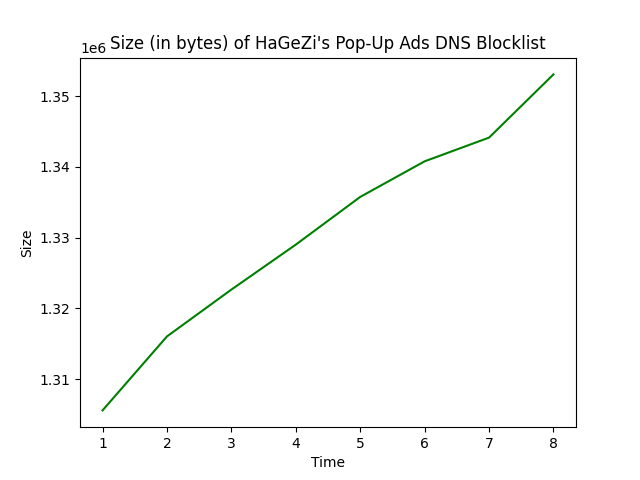 Size (in bytes) of HaGeZi's Pop-Up Ads DNS Blocklist
1e6
1.35
1.34
1.33
1.32
1.31
Size
1 2 3 4 5 6 7 8
Time